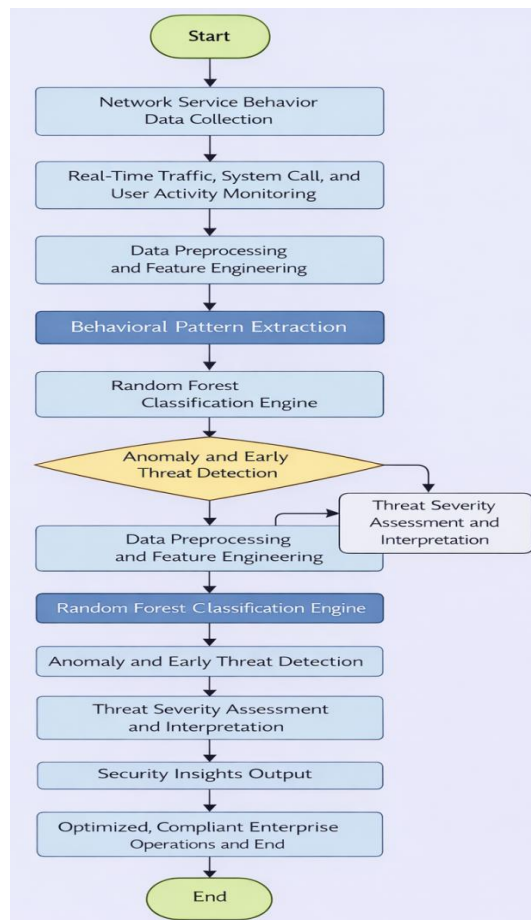 Start
Network Service Behavior
Data Collection
Real-Time Traffic, System Call, and
User Activity Monitoring
Data Preprocessing
and Feature Engineering
Behavioral Pattern Extraction
Random Forest
Classification Engine
Anomaly and Early
Threat Detection
Threat Severity
Assessment and
Interpretation
Data Preprocessing
and Feature Engineering
Random Forest Classification Engine
Anomaly and Early Threat Detection
Threat Severity Assessment
and Interpretation
Security Insights Output
Optimized, Compliant Enterprise
Operations and End
End